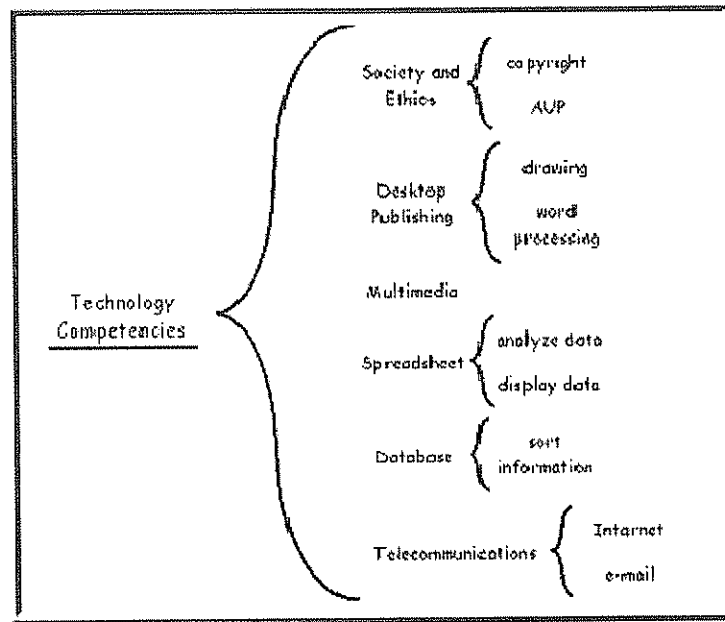 Technology
Competencies
Society and
Ethics
copyright
AUP
Desktop
Publishing
drawing
word
processing
Multimedia
Spreadsheet
analyze data
display data
Database
sort
information
Telecommunications
Internet
e-mail